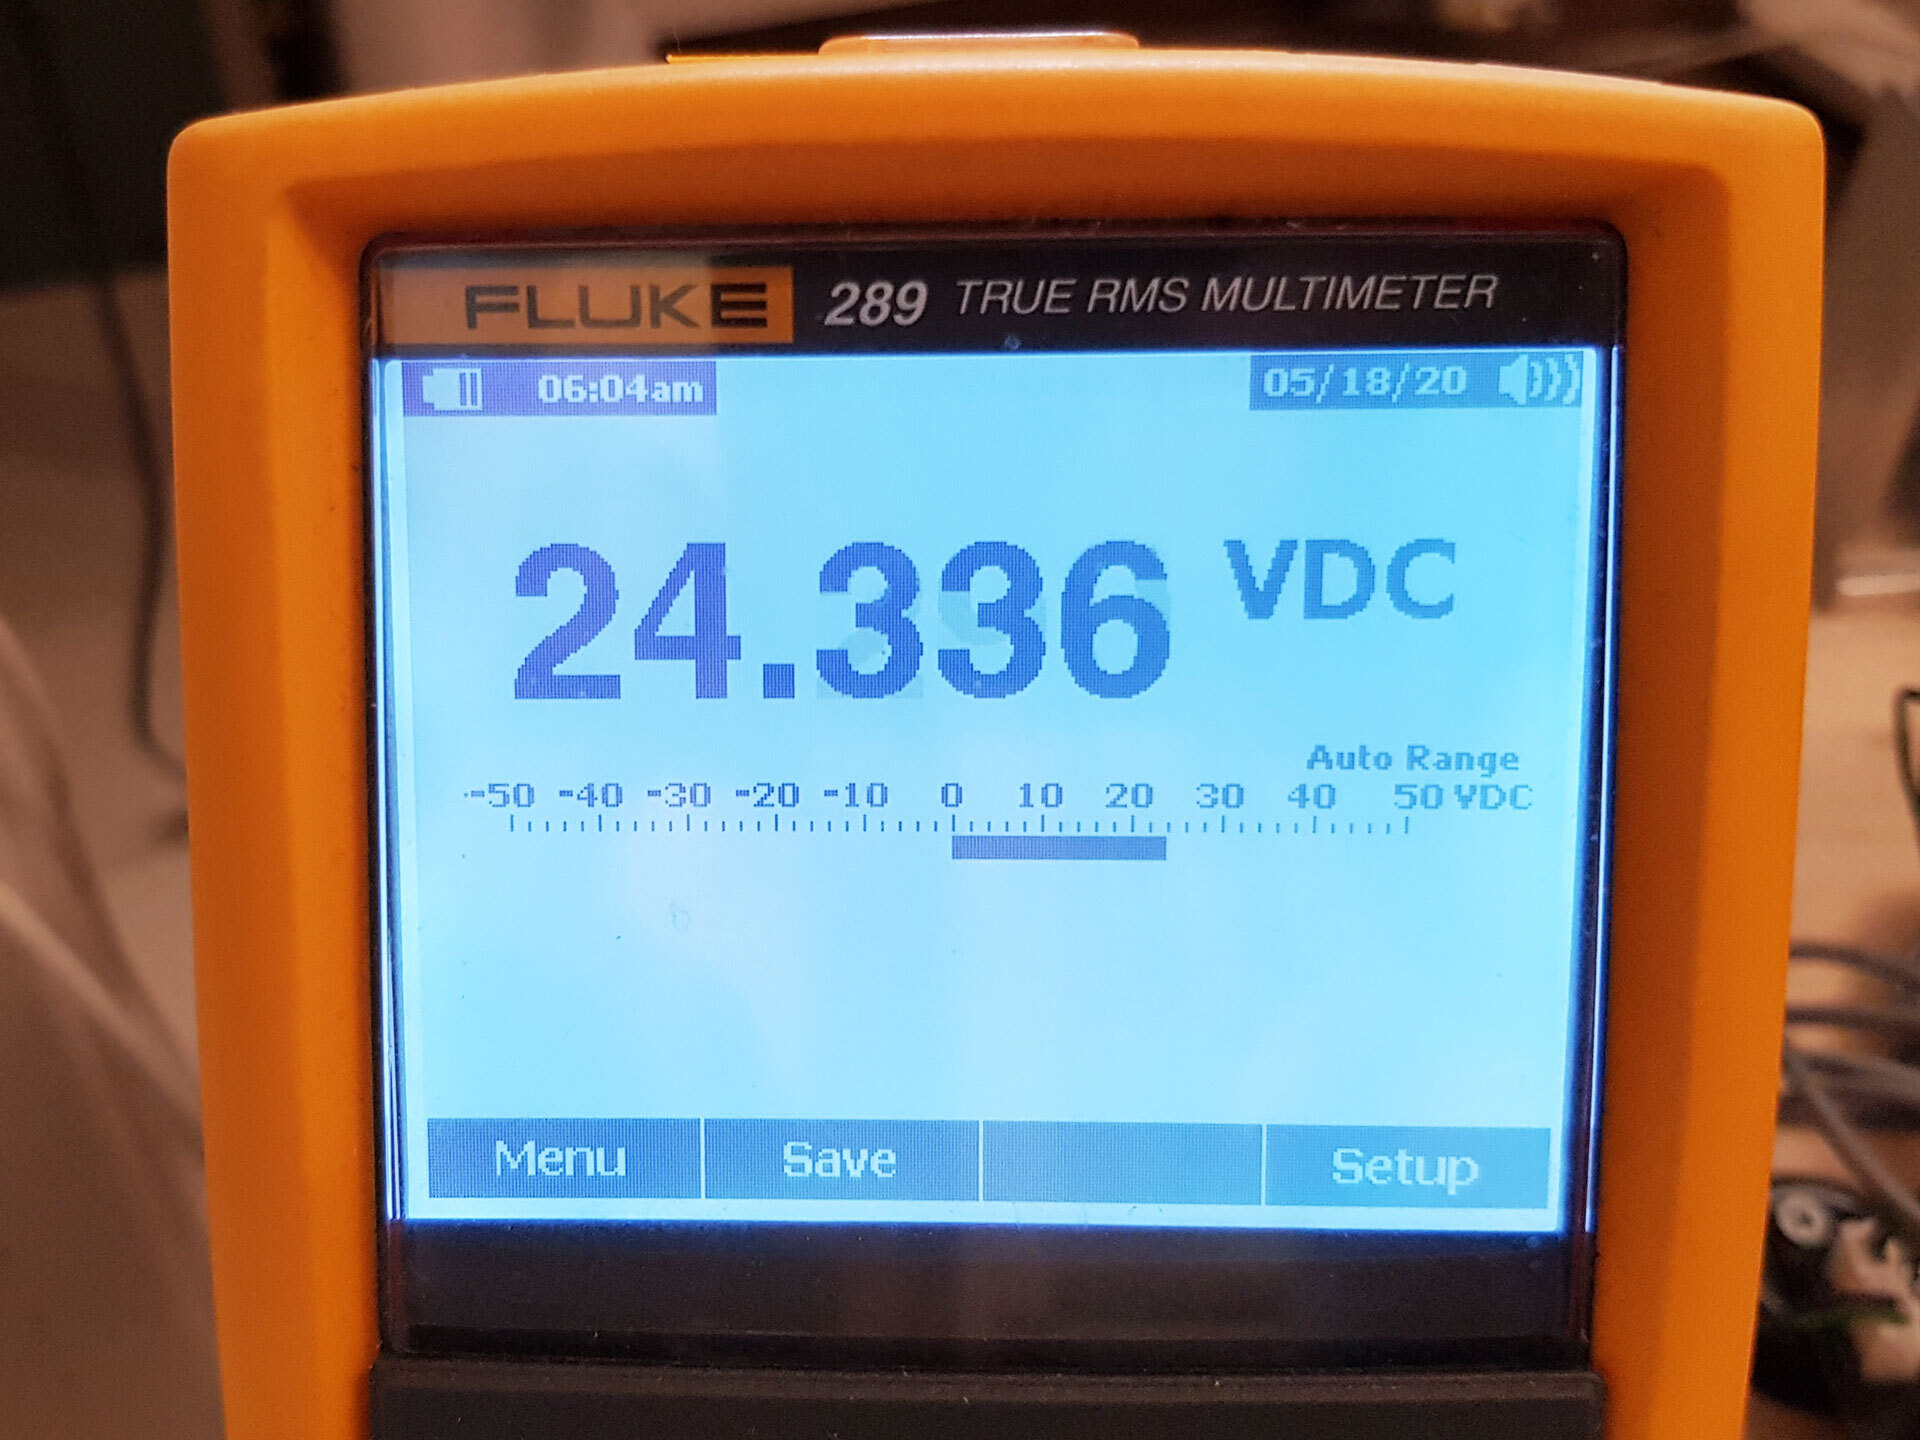 FLUKE 289 TRUE RMS MULTIMETER
06:04am 05/18/20
24.336 VDC
Auto Range
-50 -40 -30 -20 -10 0 10 20 30 40 50 VDC
Menu Save Setup